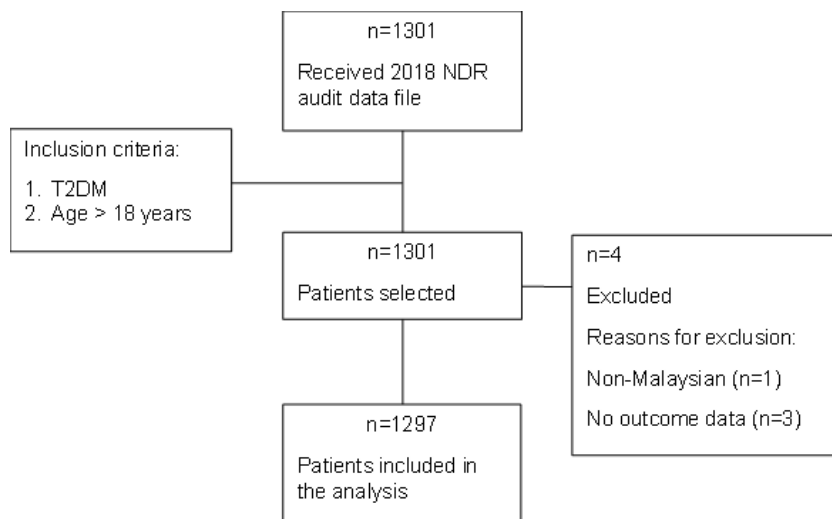 n=1301
Received 2018 NDR
audit data file
Inclusion criteria:
1. T2DM
2. Age > 18 years
n=1301
Patients selected
n=4
Excluded
Reasons for exclusion:
Non-Malaysian (n=1)
No outcome data (n=3)
n=1297
Patients included in
the analysis